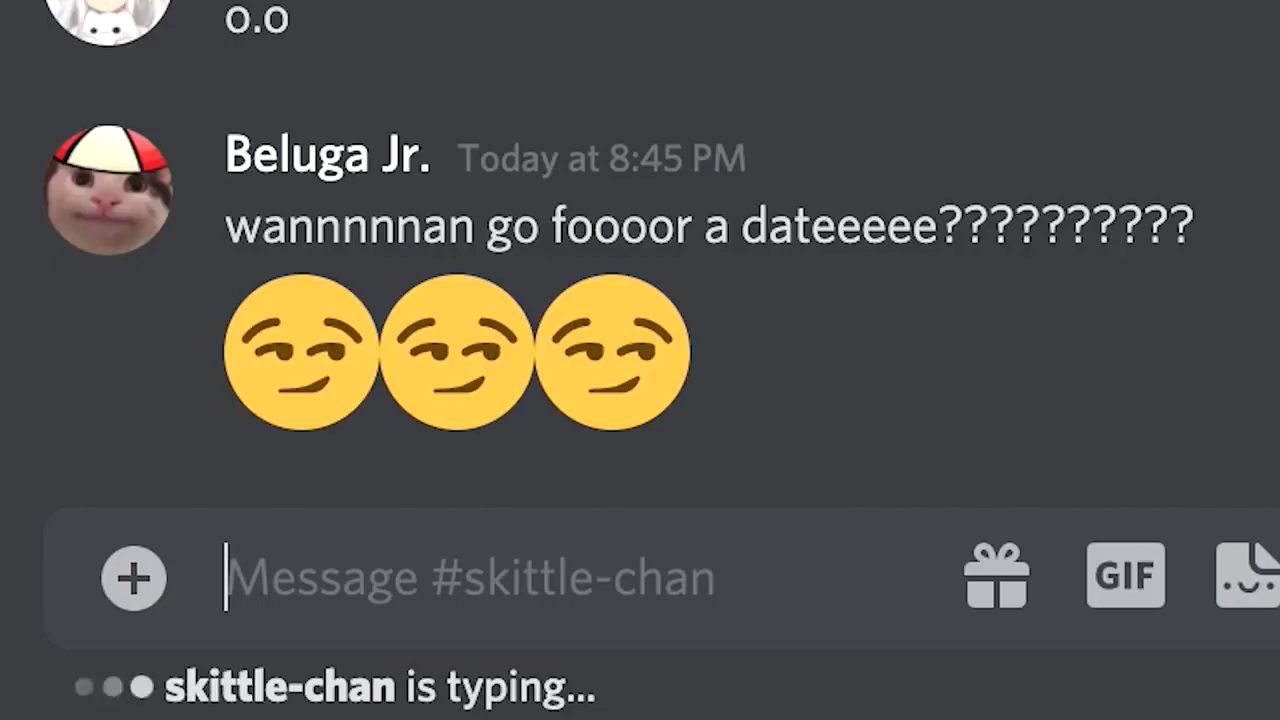 o.o
Beluga Jr. Today at 8:45 PM
wannnnnan go foooor a dateeeee??????????
😏😏😏
Message #skittle-chan
GIF
skittle-chan is typing...